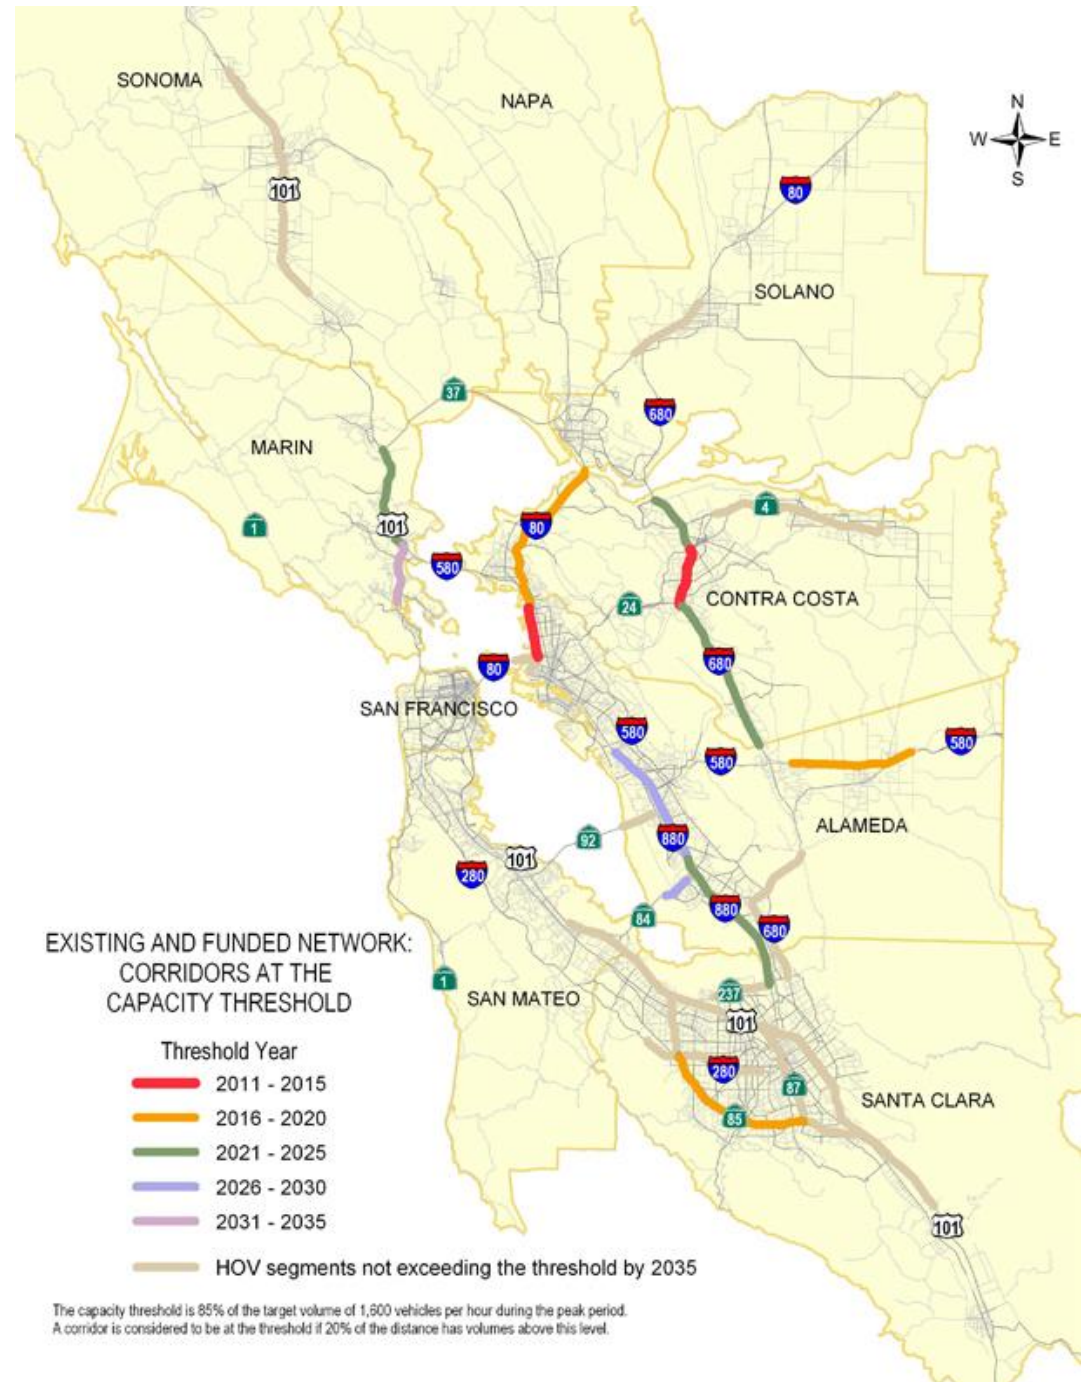 SONOMA
NAPA
N
W
E
S
80
101
SOLANO
37
680
MARIN
4
1
101
80
580
24
CONTRA COSTA
680
80
SAN FRANCISCO
580
580
580
ALAMEDA
880
92
101
280
880
84
680
EXISTING AND FUNDED NETWORK:
CORRIDORS AT THE
CAPACITY THRESHOLD
1
SAN MATEO
237
101
Threshold Year
280
87
2011 - 2015
SANTA CLARA
2016 - 2020
85
2021 - 2025
2026 - 2030
2031 - 2035
101
HOV segments not exceeding the threshold by 2035
The capacity threshold is 85% of the target volume of 1,600 vehicles per hour during the peak period.
A corridor is considered to be at the threshold if 20% of the distance has volumes above this level.